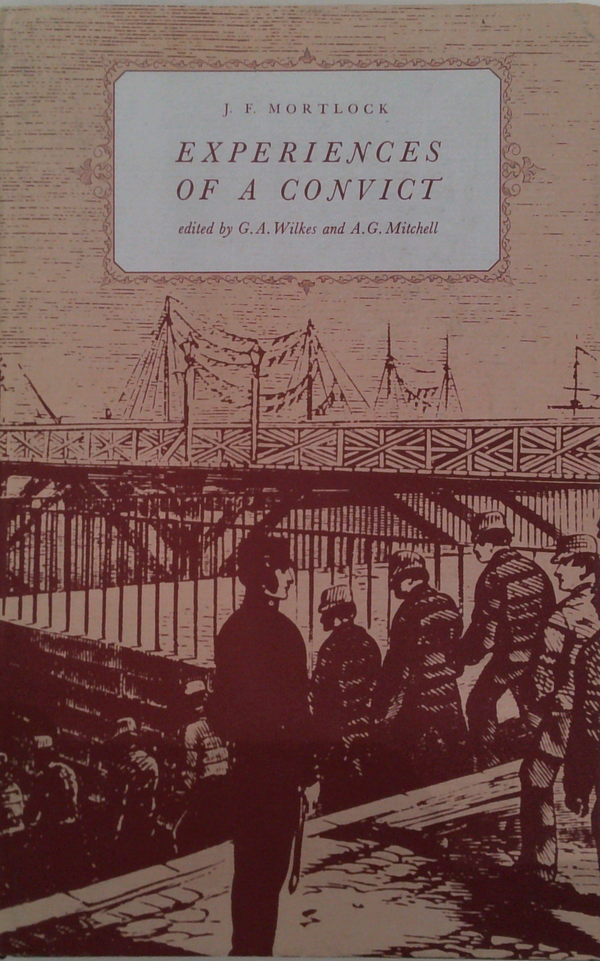 J. F. MORTLOCK
EXPERIENCES
OF A CONVICT
edited by G. A. Wilkes and A. G. Mitchell